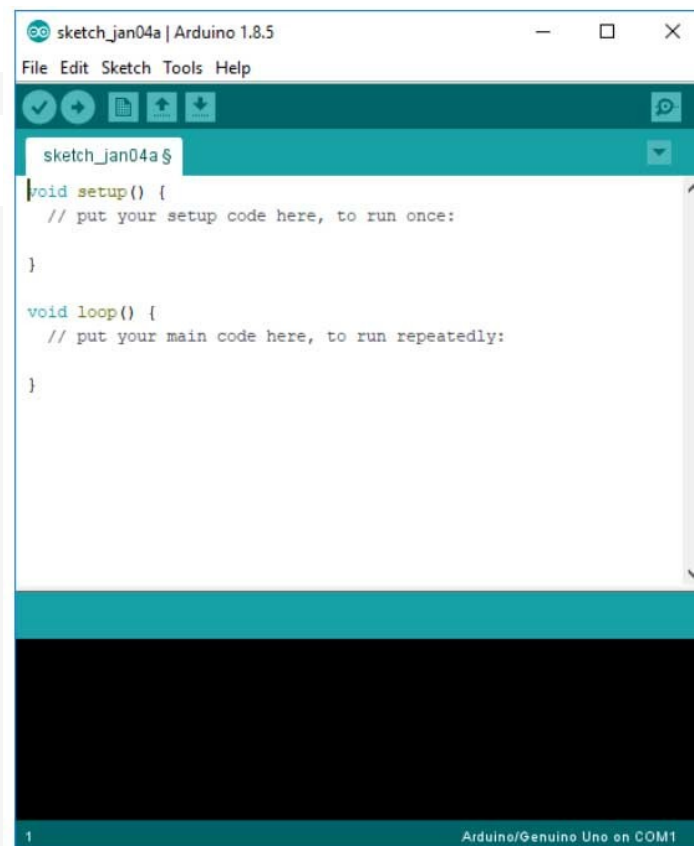 sketch_jan04a | Arduino 1.8.5
File Edit Sketch Tools Help
sketch_jan04a §
void setup() {
  // put your setup code here, to run once:
}
void loop() {
  // put your main code here, to run repeatedly:
}
1 Arduino/Genuino Uno on COM1